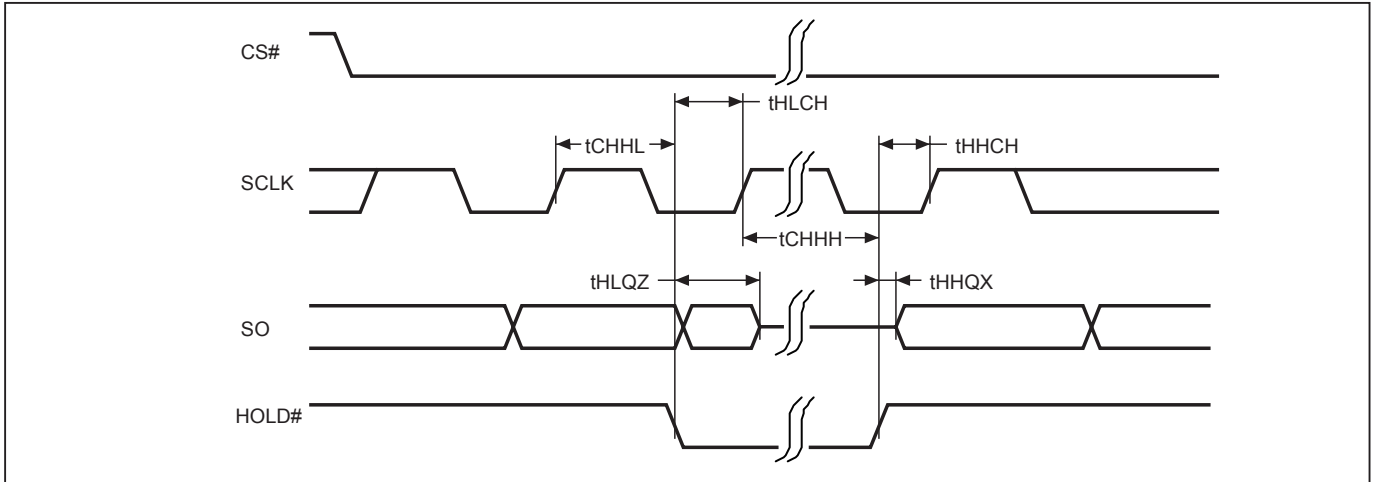 CS#
tHLCH
tCHHL
tHHCH
SCLK
tCHHH
tHLQZ
tHHQX
SO
HOLD#